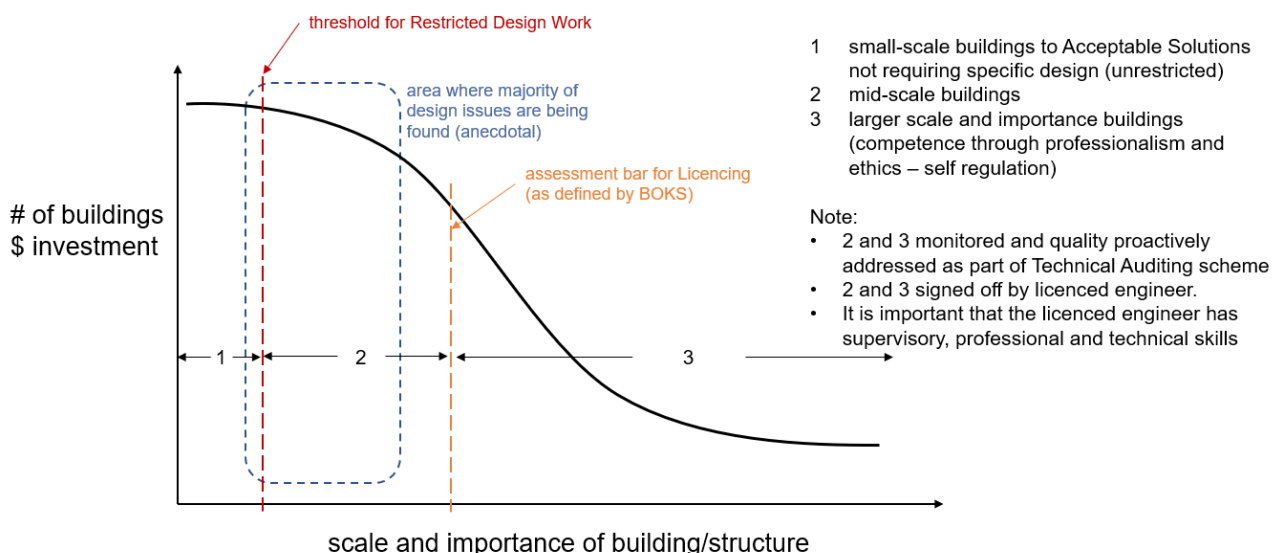 threshold for Restricted Design Work
area where majority of
design issues are being
found (anecdotal)
assessment bar for Licencing
(as defined by BOKS)
# of buildings
$ investment
1
2
3
scale and importance of building/structure
1 small-scale buildings to Acceptable Solutions
not requiring specific design (unrestricted)
2 mid-scale buildings
3 larger scale and importance buildings
(competence through professionalism and
ethics – self regulation)
Note:
• 2 and 3 monitored and quality proactively
addressed as part of Technical Auditing scheme
• 2 and 3 signed off by licenced engineer.
• It is important that the licenced engineer has
supervisory, professional and technical skills